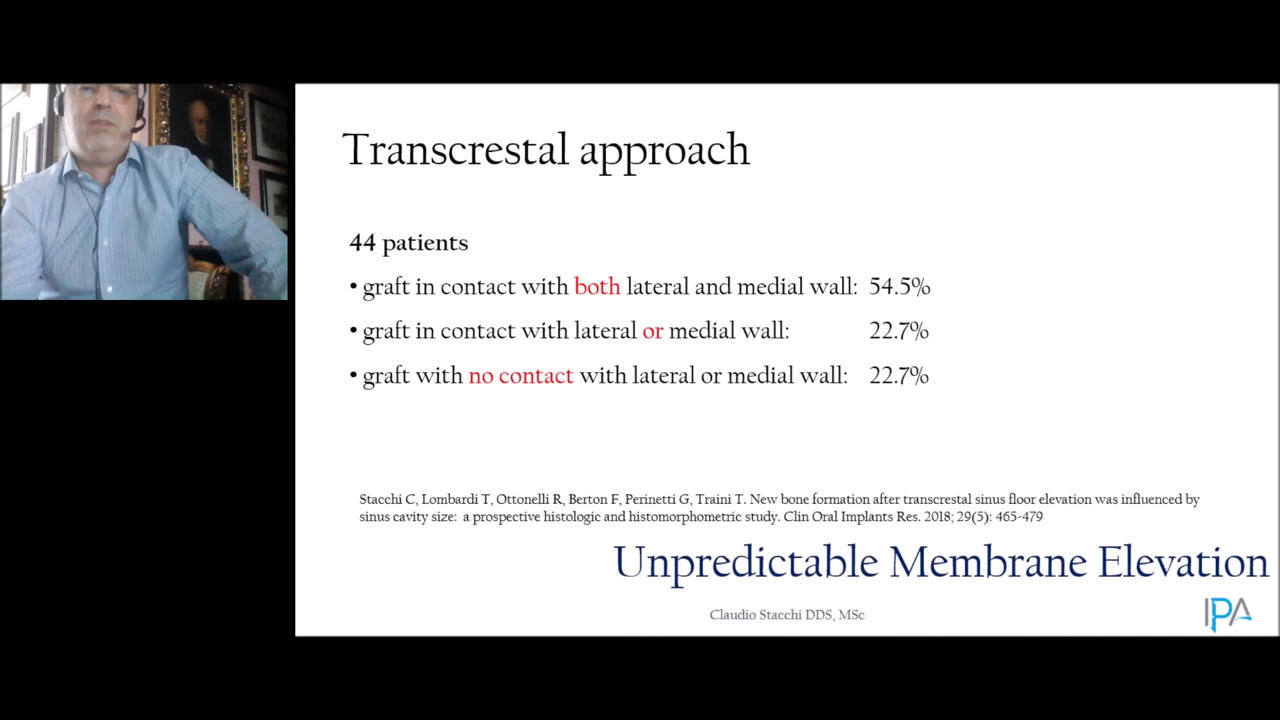 Transcrestal approach
44 patients
• graft in contact with both lateral and medial wall: 54.5%
• graft in contact with lateral or medial wall: 22.7%
• graft with no contact with lateral or medial wall: 22.7%
Stacchi C, Lombardi T, Ottonelli R, Berton F, Perinetti G, Traini T. New bone formation after transcrestal sinus floor elevation was influenced by
sinus cavity size: a prospective histologic and histomorphometric study. Clin Oral Implants Res. 2018; 29(5): 465-479
Unpredictable Membrane Elevation
Claudio Stacchi DDS, MSc
IPA